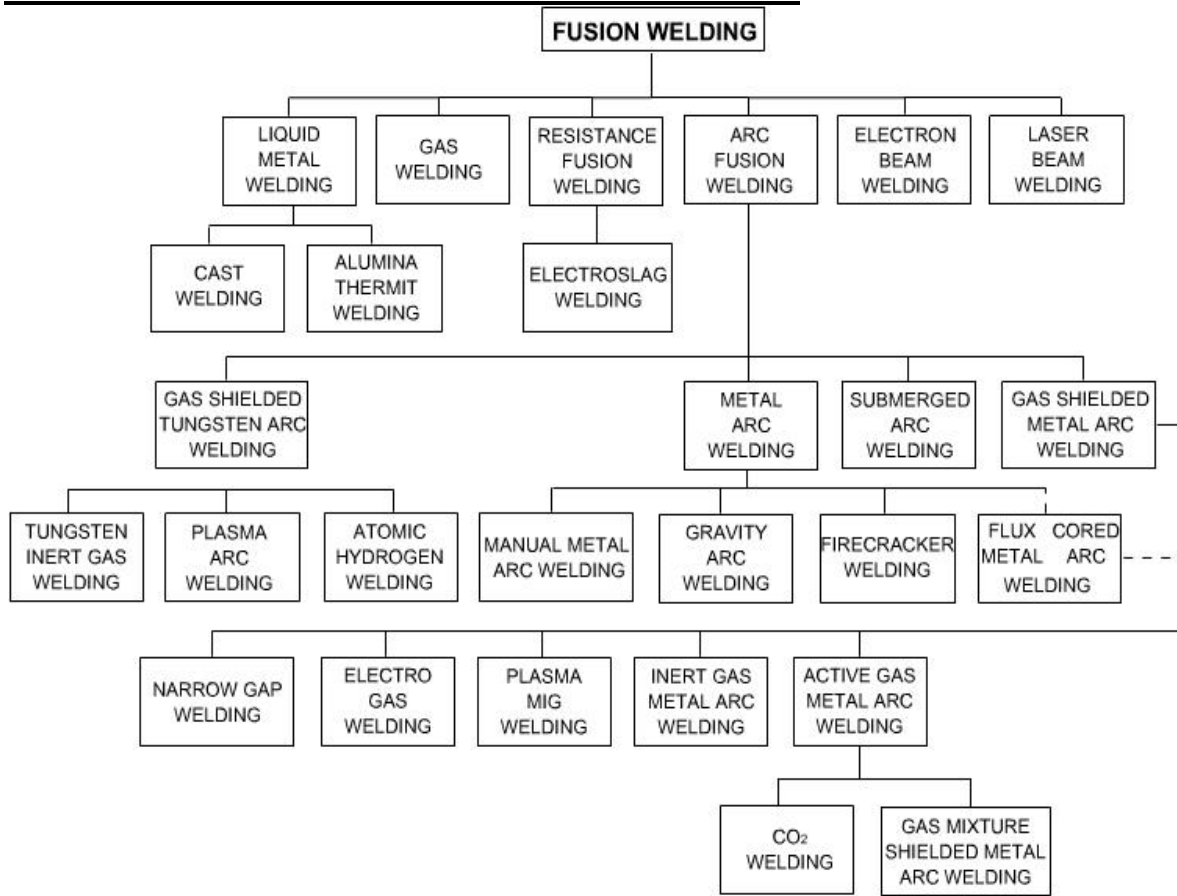 FUSION WELDING
LIQUID
METAL
WELDING
GAS
WELDING
RESISTANCE
FUSION
WELDING
ARC
FUSION
WELDING
ELECTRON
BEAM
WELDING
LASER
BEAM
WELDING
CAST
WELDING
ALUMINA
THERMIT
WELDING
ELECTROSLAG
WELDING
GAS SHIELDED
TUNGSTEN ARC
WELDING
METAL
ARC
WELDING
SUBMERGED
ARC
WELDING
GAS SHIELDED
METAL ARC
WELDING
TUNGSTEN
INERT GAS
WELDING
PLASMA
ARC
WELDING
ATOMIC
HYDROGEN
WELDING
MANUAL METAL
ARC WELDING
GRAVITY
ARC
WELDING
FIRECRACKER
WELDING
FLUX CORED
METAL ARC
WELDING
NARROW GAP
WELDING
ELECTRO
GAS
WELDING
PLASMA
MIG
WELDING
INERT GAS
METAL ARC
WELDING
ACTIVE GAS
METAL ARC
WELDING
CO₂
WELDING
GAS MIXTURE
SHIELDED METAL
ARC WELDING